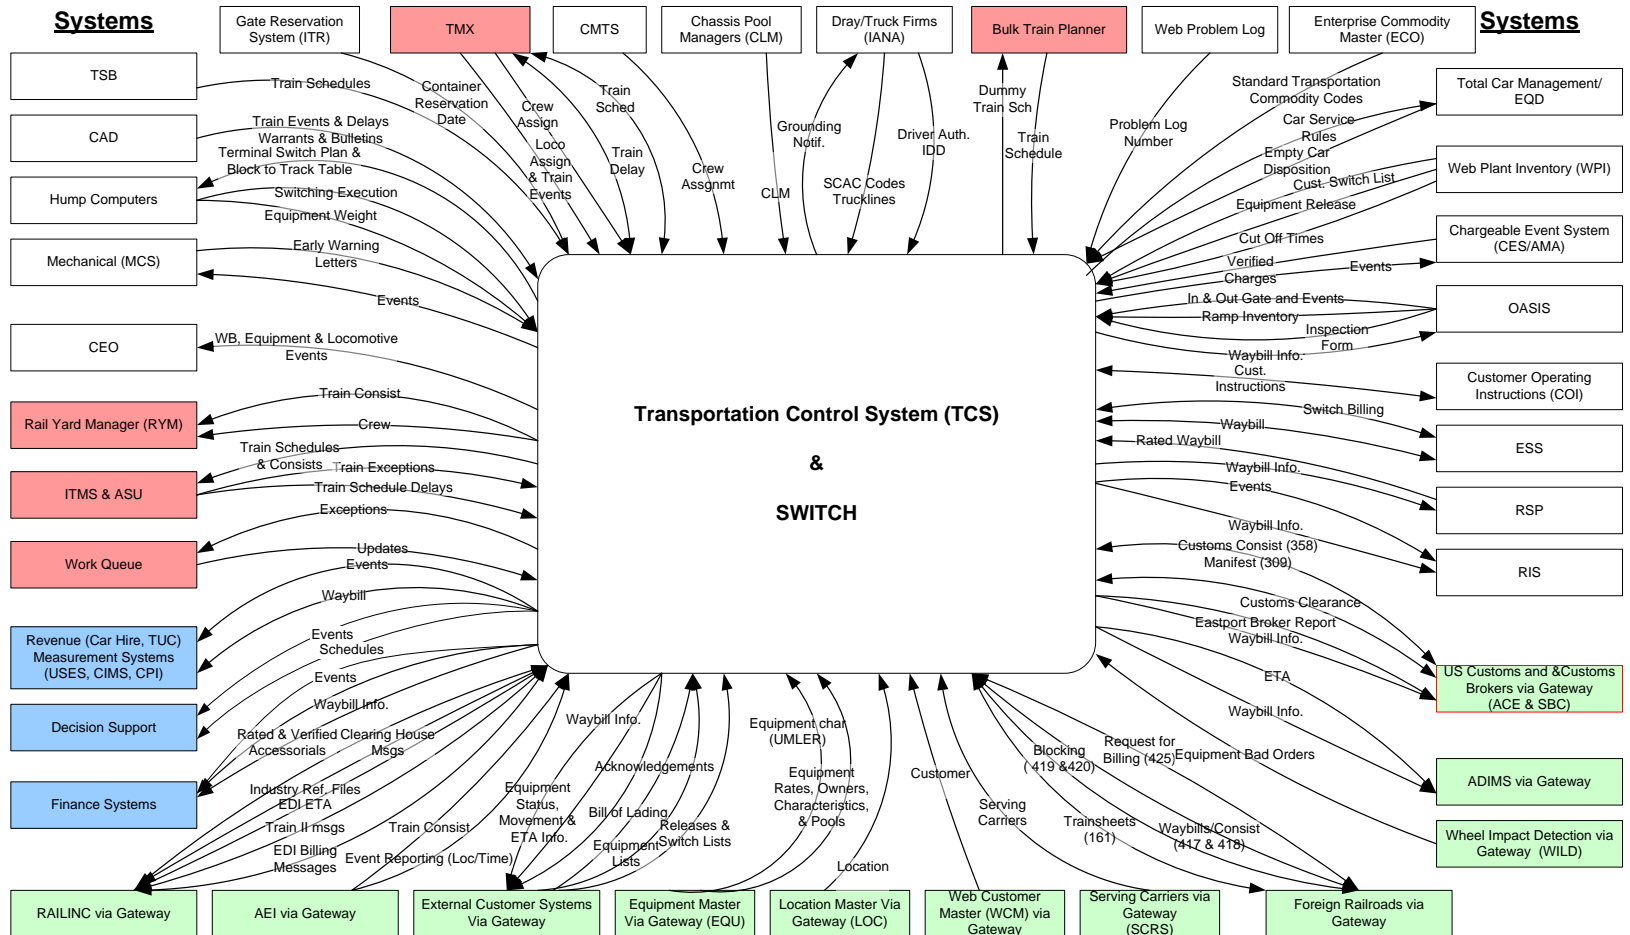 Systems
Gate Reservation
System (ITR)
TMX
CMTS
Chassis Pool
Managers (CLM)
Dray/Truck Firms
(IANA)
Bulk Train Planner
Web Problem Log
Enterprise Commodity
Master (ECO)
Systems
TSB
CAD
Hump Computers
Mechanical (MCS)
CEO
Rail Yard Manager (RYM)
ITMS & ASU
Work Queue
Revenue (Car Hire, TUC)
Measurement Systems
(USES, CIMS, CPI)
Decision Support
Finance Systems
Train Schedules
Train Events & Delays
Warrants & Bulletins
Terminal Switch Plan &
Block to Track Table
Switching Execution
Equipment Weight
Early Warning
Letters
Events
WB, Equipment & Locomotive
Events
Train Consist
Crew
Train Schedules
& Consists
Train Exceptions
Train Schedule Delays
Exceptions
Updates
Events
Waybill
Events
Schedules
Events
Waybill Info.
Rated & Verified
Accessorials
Clearing House
Msgs
Industry Ref. Files
EDI ETA
Train II msgs
EDI Billing
Messages
Container
Reservation
Date
Crew
Assign
Loco
Assign
& Train
Events
Train
Sched
Train
Delay
Crew
Assgnmt
CLM
Grounding
Notif.
SCAC Codes
Trucklines
Driver Auth.
IDD
Dummy
Train Sch
Train
Schedule
Problem Log
Number
Standard Transportation
Commodity Codes
Car Service
Rules
Empty Car
Disposition
Cust. Switch List
Equipment Release
Cut Off Times
Verified
Charges
Events
In & Out Gate and Events
Ramp Inventory
Inspection
Form
Waybill Info.
Cust.
Instructions
Switch Billing
Waybill
Rated Waybill
Waybill Info.
Events
Waybill Info.
Customs Consist (358)
Manifest (309)
Customs Clearance
Eastport Broker Report
Waybill Info.
ETA
Waybill Info.
Equipment Bad Orders
Transportation Control System (TCS)
&
SWITCH
Total Car Management/
EQD
Web Plant Inventory (WPI)
Chargeable Event System
(CES/AMA)
OASIS
Customer Operating
Instructions (COI)
ESS
RSP
RIS
US Customs and &Customs
Brokers via Gateway
(ACE & SBC)
ADIMS via Gateway
Wheel Impact Detection via
Gateway (WILD)
Train Consist
Event Reporting (Loc/Time)
Waybill Info.
Equipment
Status,
Movement &
ETA Info.
Acknowledgements
Bill of Lading
Equipment
Lists
Releases &
Switch Lists
Equipment char
(UMLER)
Equipment
Rates, Owners,
Characteristics,
& Pools
Location
Customer
Serving
Carriers
Blocking
( 419 &420)
Trainsheets
(161)
Request for
Billing (425)
Waybills/Consist
(417 & 418)
RAILINC via Gateway
AEI via Gateway
External Customer Systems
Via Gateway
Equipment Master
Via Gateway (EQU)
Location Master Via
Gateway (LOC)
Web Customer
Master (WCM) via
Gateway
Serving Carriers via
Gateway
(SCRS)
Foreign Railroads via
Gateway